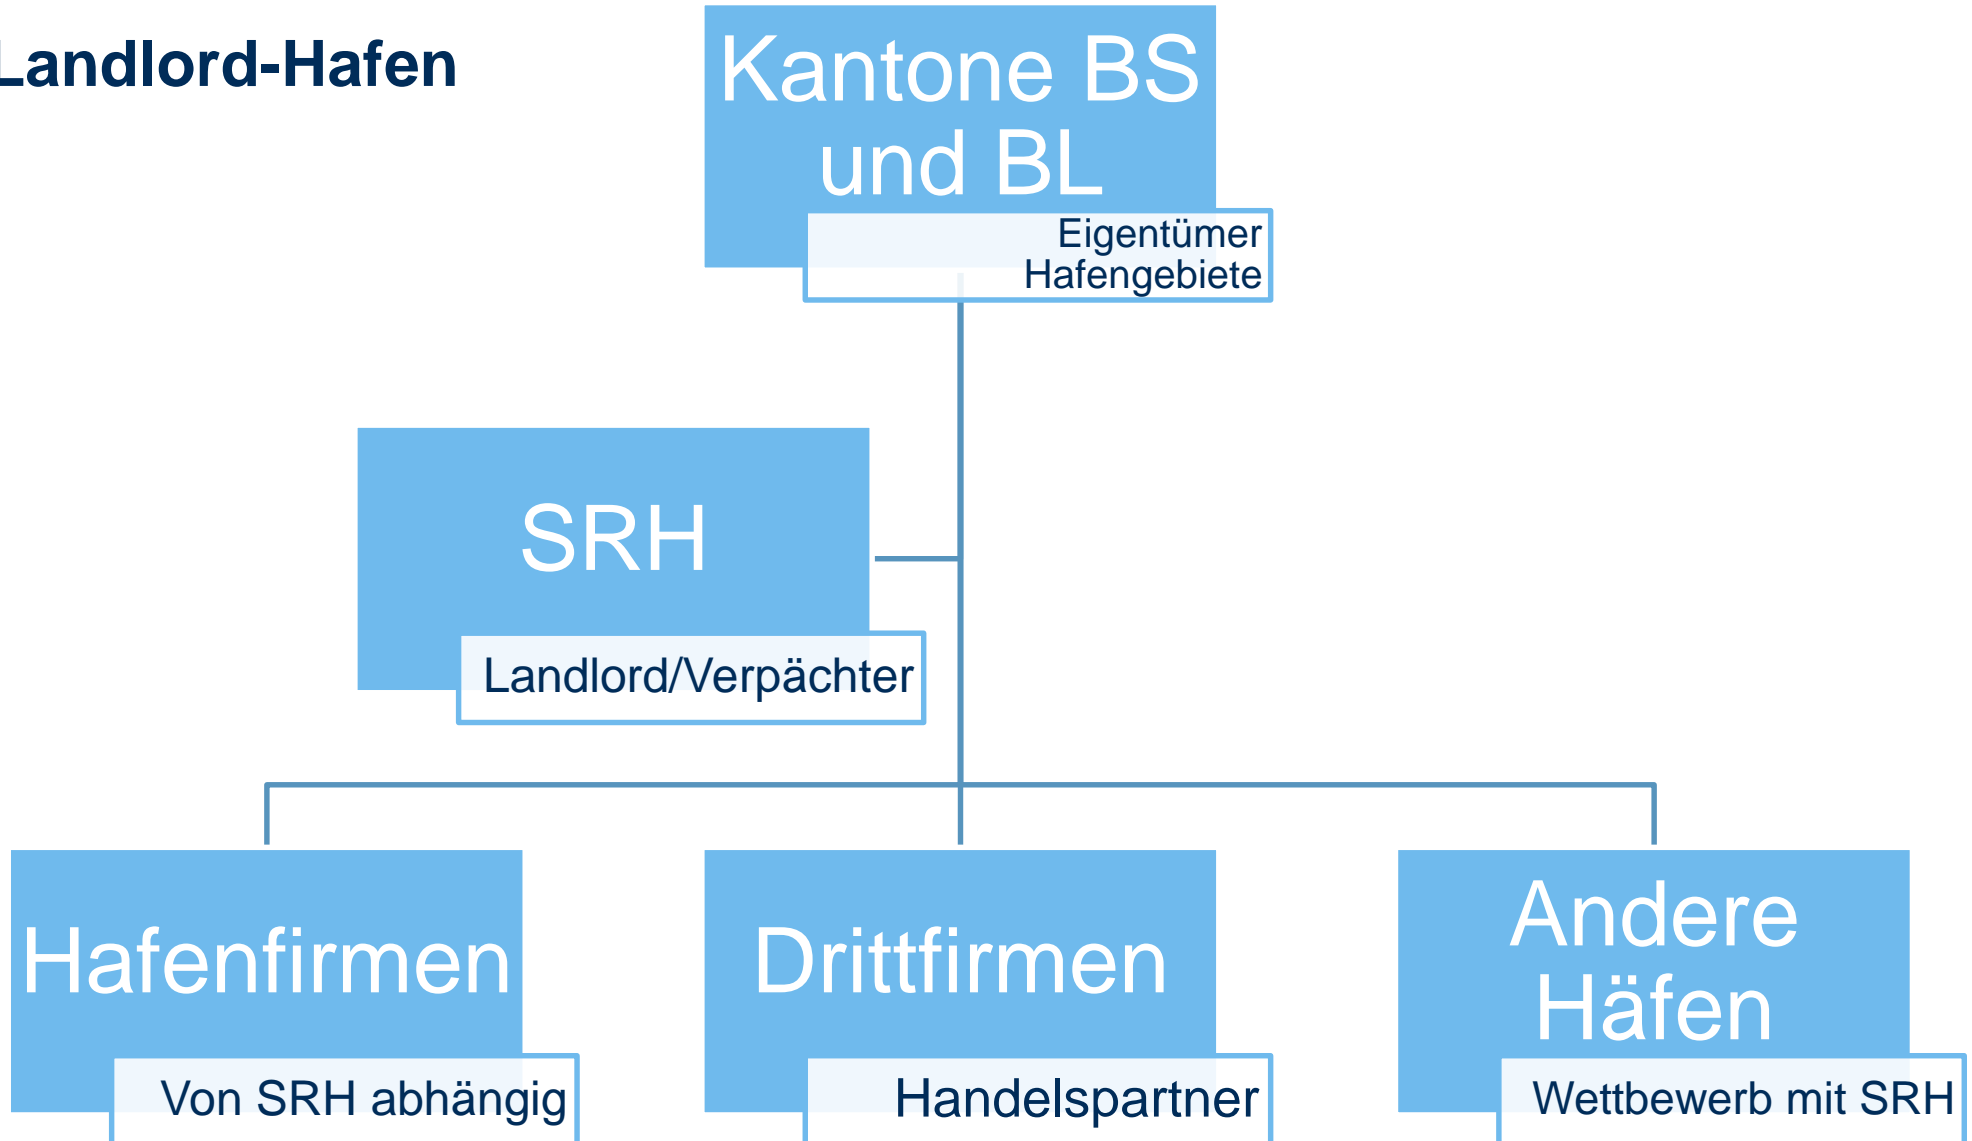 Landlord-Hafen
Kantone BS
und BL
Eigentümer
Hafengebiete
SRH
Landlord/Verpächter
Hafenfirmen
Von SRH abhängig
Drittfirmen
Handelspartner
Andere
Häfen
Wettbewerb mit SRH